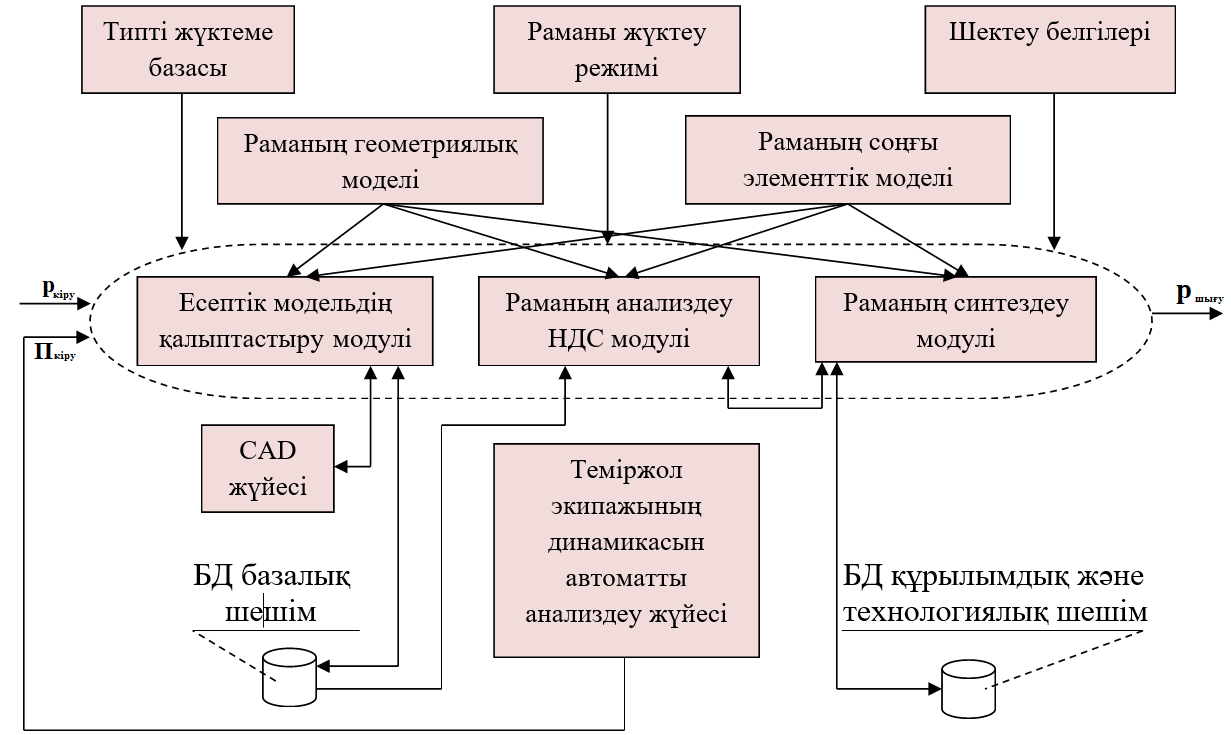 Типті жүктеме
базасы
Раманы жүктеу
режимі
Шектеу белгілері
Раманың геометриялық
моделі
Раманың соңғы
элементтік моделі
Pкіру
Pшығу
Есептік модельдің
қалыптастыру модулі
Раманың анализдеу
НДС модулі
Раманың синтездеу
модулі
Пкіру
CAD
жүйесі
Теміржол
экипажының
динамикасын
автоматты
анализдеу жүйесі
БД базалық
шешім
БД құрылымдық және
технологиялық шешім